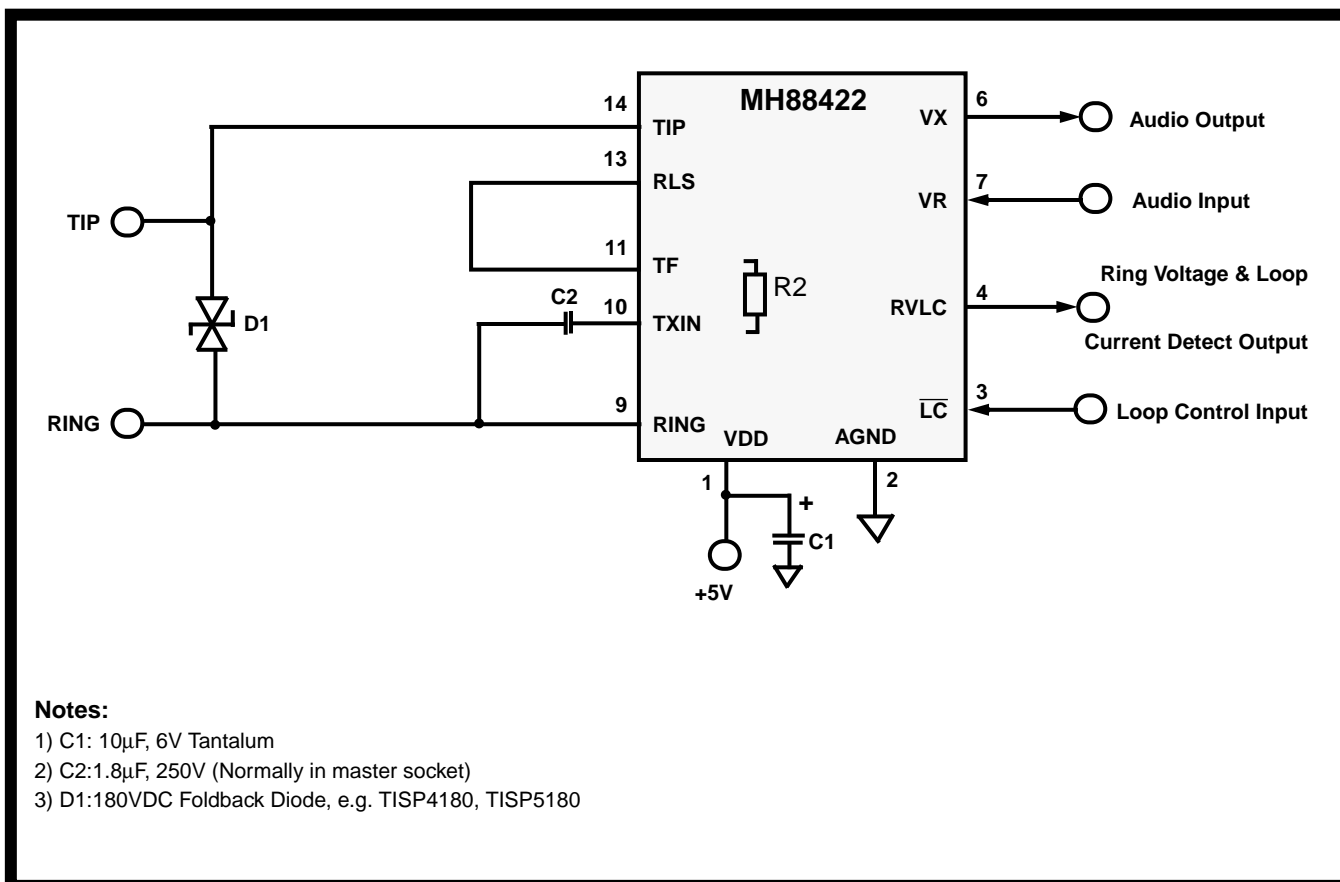 MH88422
14
TIP
13
RLS
11
TF
10
TXIN
9
RING
VDD
AGND
1
2
VX
6
VR
7
RVLC
4
L̅C̅
3
Audio Output
Audio Input
Ring Voltage & Loop
Current Detect Output
Loop Control Input
TIP
D1
RING
C2
R2
+
C1
+5V
Notes:
1) C1: 10μF, 6V Tantalum
2) C2:1.8μF, 250V (Normally in master socket)
3) D1:180VDC Foldback Diode, e.g. TISP4180, TISP5180